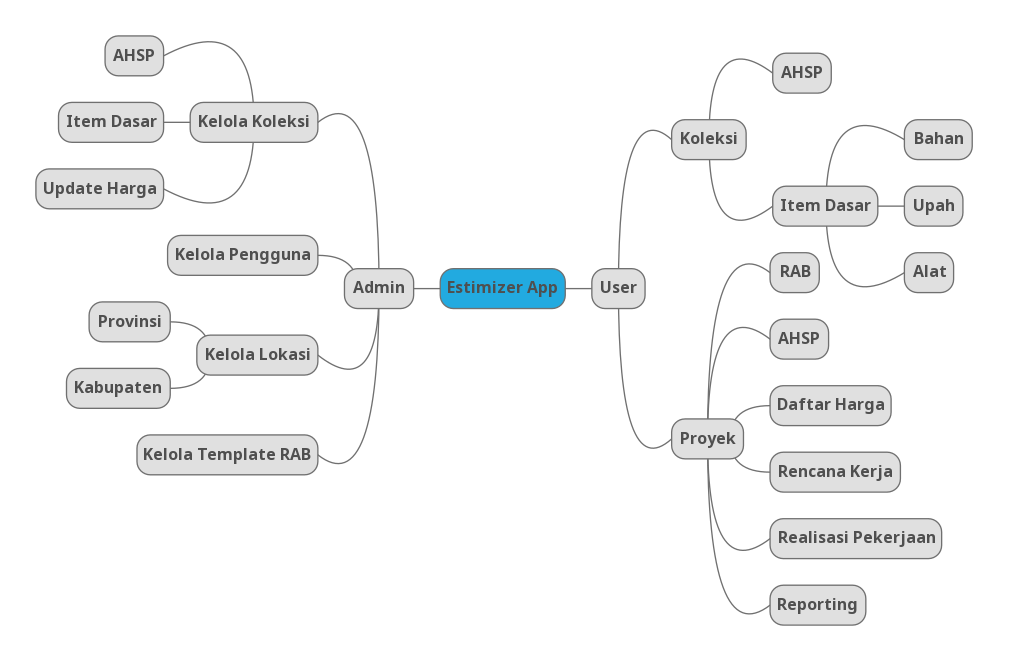 Estimizer App
Admin
Kelola Koleksi
AHSP
Item Dasar
Update Harga
Kelola Pengguna
Kelola Lokasi
Provinsi
Kabupaten
Kelola Template RAB
User
Koleksi
AHSP
Item Dasar
Bahan
Upah
Alat
Proyek
RAB
AHSP
Daftar Harga
Rencana Kerja
Realisasi Pekerjaan
Reporting